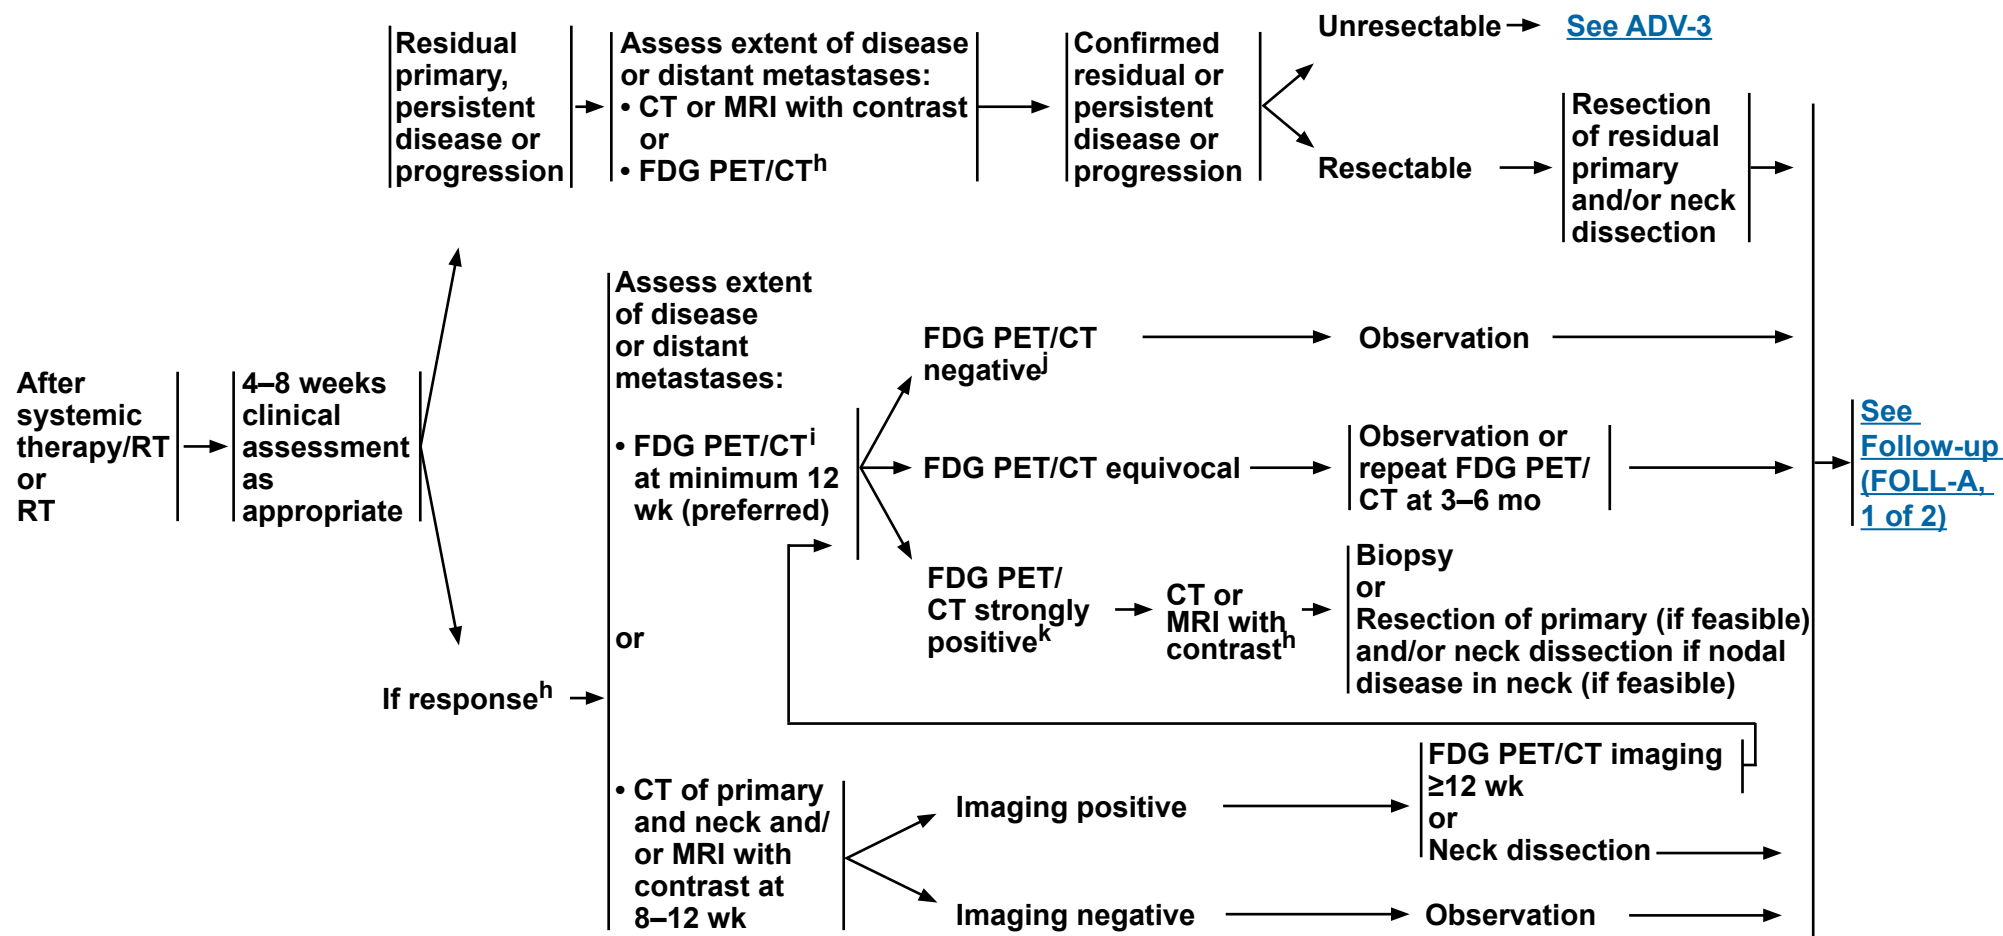 Unresectable
See ADV-3
Residual
primary,
persistent
disease or
progression
Assess extent of disease
or distant metastases:
• CT or MRI with contrast
or
• FDG PET/CTh
Confirmed
residual or
persistent
disease or
progression
Resectable
Resection
of residual
primary
and/or neck
dissection
After
systemic
therapy/RT
or
RT
4–8 weeks
clinical
assessment
as
appropriate
If responseh
Assess extent
of disease
or distant
metastases:
• FDG PET/CTi
at minimum 12
wk (preferred)
or
• CT of primary
and neck and/
or MRI with
contrast at
8–12 wk
FDG PET/CT
negativej
Observation
FDG PET/CT equivocal
Observation or
repeat FDG PET/
CT at 3–6 mo
FDG PET/
CT strongly
positivek
CT or
MRI with
contrasth
Biopsy
or
Resection of primary (if feasible)
and/or neck dissection if nodal
disease in neck (if feasible)
Imaging positive
FDG PET/CT imaging
≥12 wk
or
Neck dissection
Imaging negative
Observation
See
Follow-up
(FOLL-A,
1 of 2)